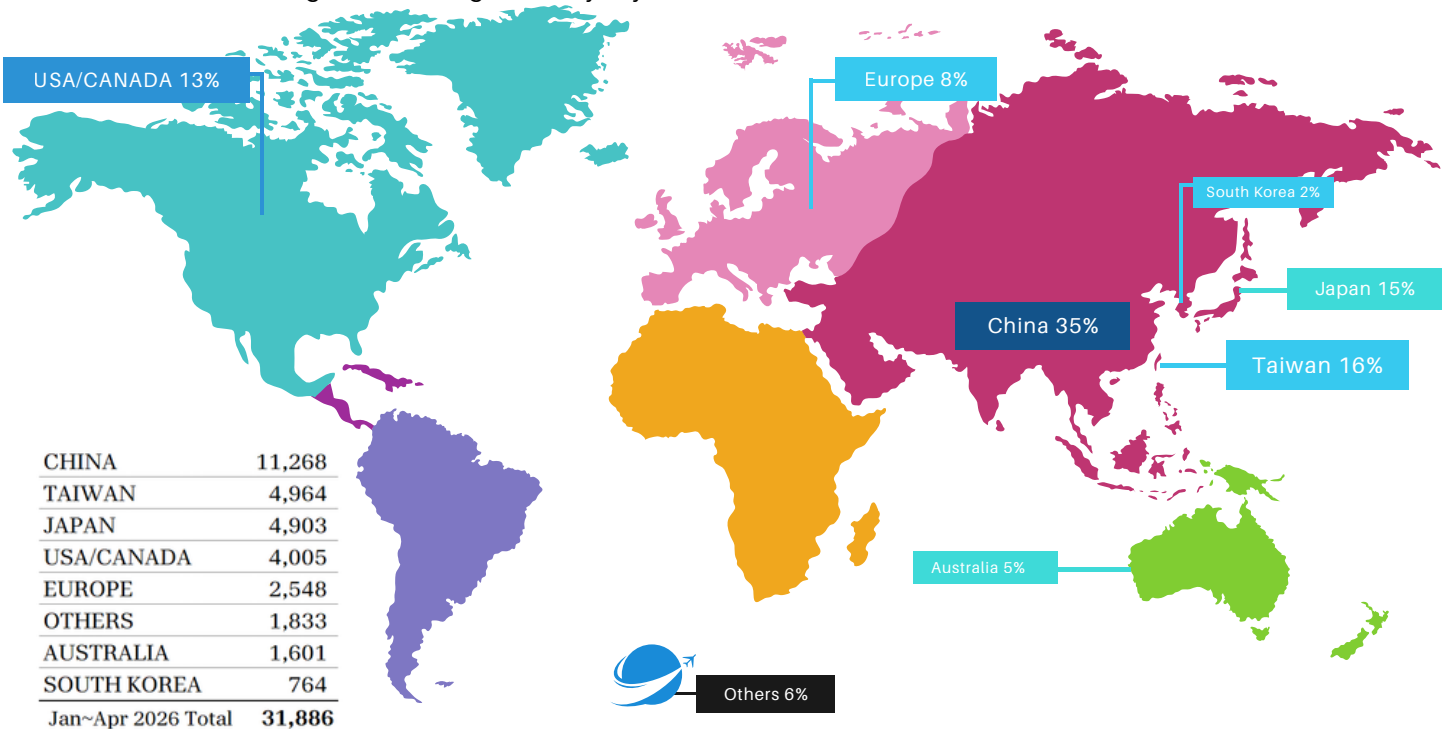 USA/CANADA 13%
Europe 8%
South Korea 2%
Japan 15%
China 35%
Taiwan 16%
Australia 5%
Others 6%
CHINA 11,268
TAIWAN 4,964
JAPAN 4,903
USA/CANADA 4,005
EUROPE 2,548
OTHERS 1,833
AUSTRALIA 1,601
SOUTH KOREA 764
Jan~Apr 2026 Total 31,886